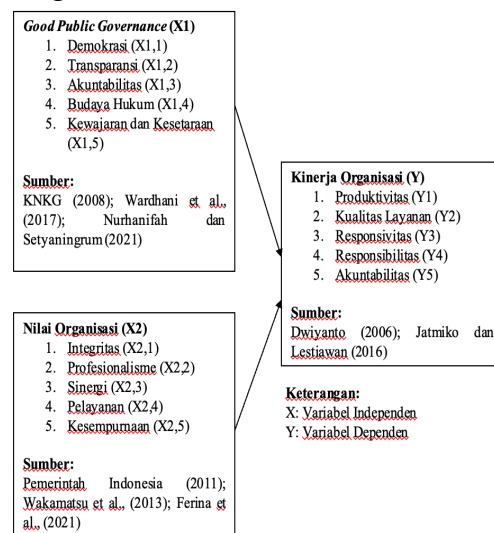 Good Public Governance (X1)
1. Demokrasi (X1,1)
2. Transparansi (X1,2)
3. Akuntabilitas (X1,3)
4. Budaya Hukum (X1,4)
5. Kewajaran dan Kesetaraan
(X1,5)
Sumber:
KNKG (2008); Wardhani et al.,
(2017); Nurhanifah dan
Setyaningrum (2021)
Nilai Organisasi (X2)
1. Integritas (X2,1)
2. Profesionalisme (X2,2)
3. Sinergi (X2,3)
4. Pelayanan (X2,4)
5. Kesempurnaan (X2,5)
Sumber:
Pemerintah Indonesia (2011);
Wakamatsu et al., (2013); Ferina et
al., (2021)
Kinerja Organisasi (Y)
1. Produktivitas (Y1)
2. Kualitas Layanan (Y2)
3. Responsivitas (Y3)
4. Responsibilitas (Y4)
5. Akuntabilitas (Y5)
Sumber:
Dwiyanto (2006); Jatmiko dan
Lestiawan (2016)
Keterangan:
X: Variabel Independen
Y: Variabel Dependen